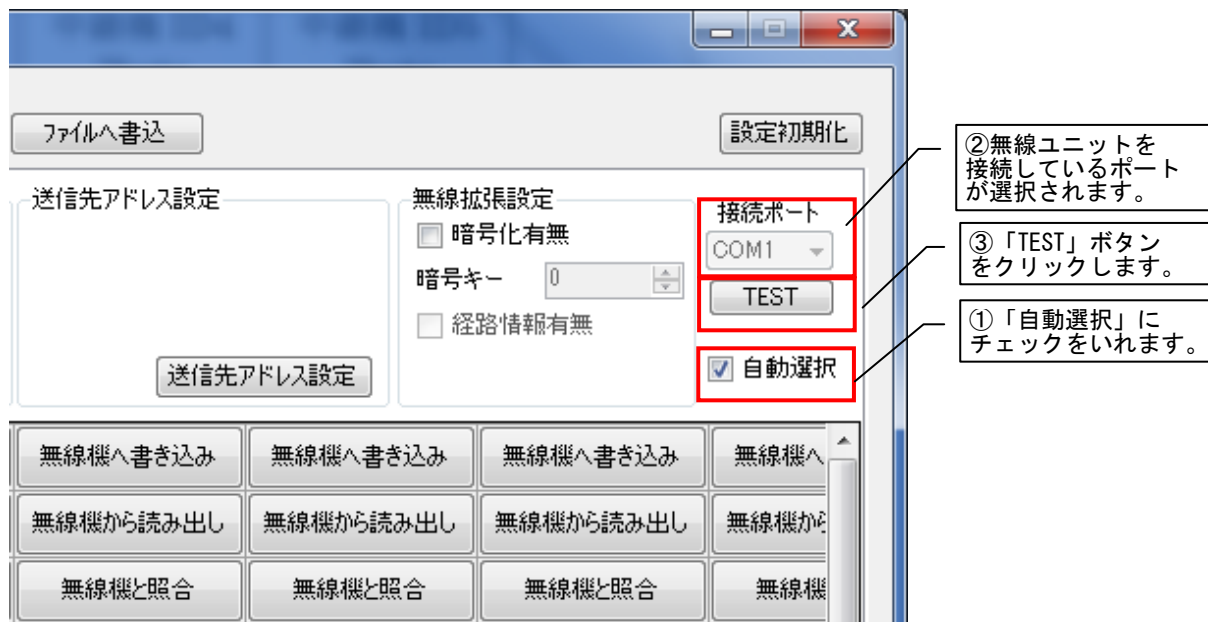 ファイルへ書込
設定初期化
送信先アドレス設定
無線拡張設定
暗号化有無
暗号キー 0
経路情報有無
送信先アドレス設定
接続ポート
COM1
TEST
自動選択
②無線ユニットを
接続しているポート
が選択されます。
③「TEST」ボタン
をクリックします。
①「自動選択」に
チェックをいれます。
無線機へ書き込み 無線機へ書き込み 無線機へ書き込み 無線機へ
無線機から読み出し 無線機から読み出し 無線機から読み出し 無線機から
無線機と照合 無線機と照合 無線機と照合 無線機